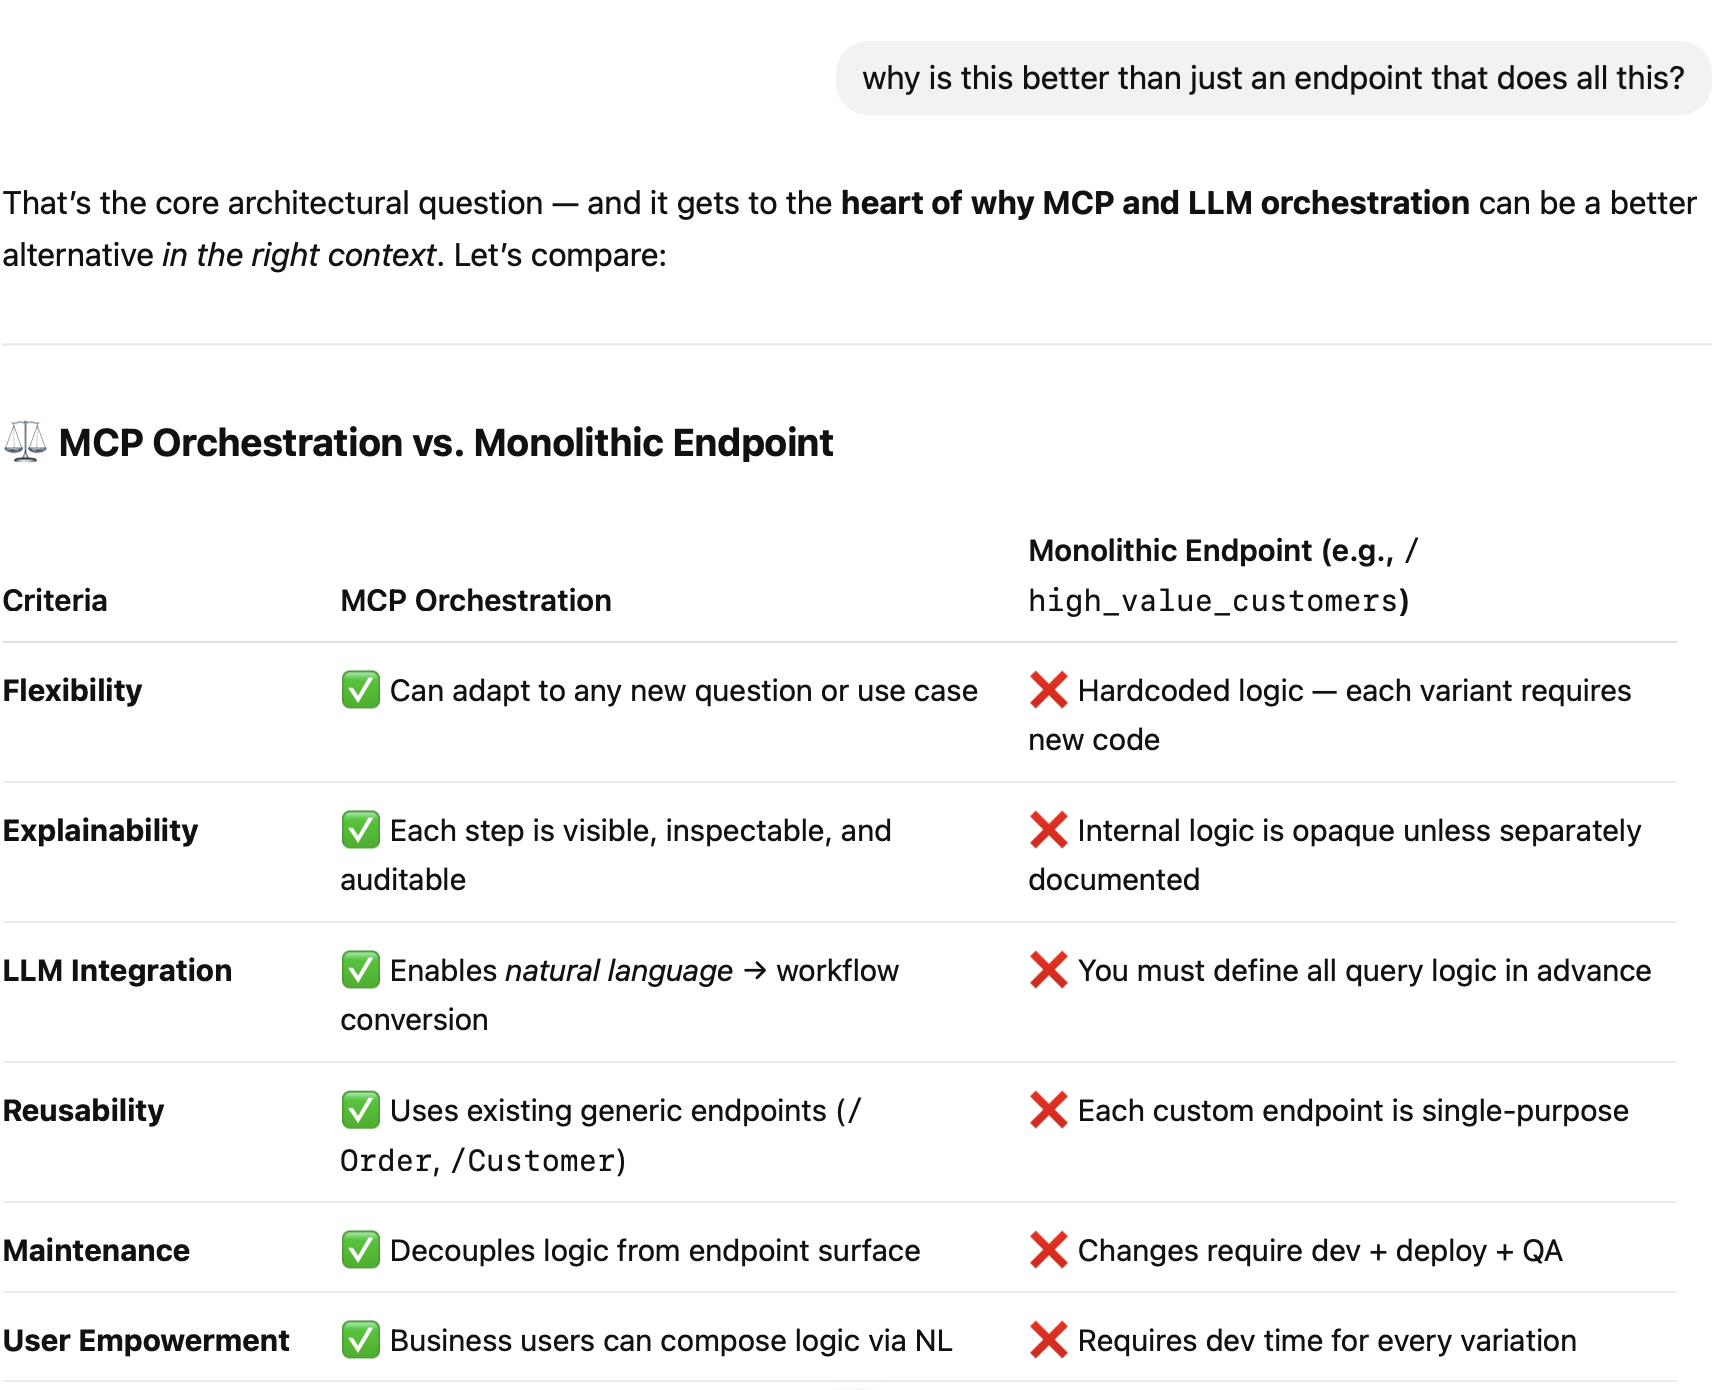 why is this better than just an endpoint that does all this?
That’s the core architectural question — and it gets to the heart of why MCP and LLM orchestration can be a better
alternative in the right context. Let’s compare:
⚖️ MCP Orchestration vs. Monolithic Endpoint
Criteria
MCP Orchestration
Monolithic Endpoint (e.g., /
high_value_customers)
Flexibility
✅ Can adapt to any new question or use case
❌ Hardcoded logic — each variant requires
new code
Explainability
✅ Each step is visible, inspectable, and
auditable
❌ Internal logic is opaque unless separately
documented
LLM Integration
✅ Enables natural language → workflow
conversion
❌ You must define all query logic in advance
Reusability
✅ Uses existing generic endpoints (/
Order, /Customer)
❌ Each custom endpoint is single-purpose
Maintenance
✅ Decouples logic from endpoint surface
❌ Changes require dev + deploy + QA
User Empowerment
✅ Business users can compose logic via NL
❌ Requires dev time for every variation